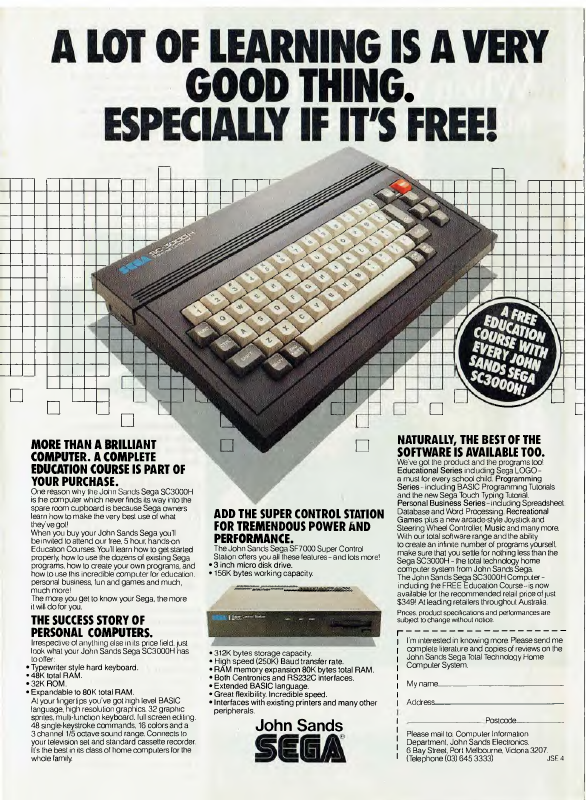 A LOT OF LEARNING IS A VERY
GOOD THING.
ESPECIALLY IF IT'S FREE!
SEGA SC3000H
A FREE
EDUCATION
COURSE WITH
EVERY JOHN
SANDS SEGA
SC3000H!
MORE THAN A BRILLIANT
COMPUTER. A COMPLETE
EDUCATION COURSE IS PART OF
YOUR PURCHASE.
One reason why the John Sands Sega SC3000H
is the computer which never finds its way into the
spare room cupboard is because Sega owners
learn how to make the very best use of what
they've got!
When you buy your John Sands Sega you'll
be invited to attend our free, 5 hour, hands-on
Education Courses. You'll learn how to get started
properly, how to use the dozens of existing Sega
programs, how to create your own programs, and
how to use this incredible computer for education,
personal business, fun and games and much,
much more!
The more you get to know your Sega, the more
it will do for you.
THE SUCCESS STORY OF
PERSONAL COMPUTERS.
Irrespective of anything else in its price field, just
look what your John Sands Sega SC3000H has
to offer:
• Typewriter style hard keyboard.
• 48K total RAM.
• 32K ROM.
• Expandable to 80K total RAM.
At your fingertips you've got high level BASIC
language, high resolution graphics. 32 graphic
sprites, multi-function keyboard, full screen editing,
48 single-keystroke commands, 16 colors and a
3 channel 1/5 octave sound range. Connects to
your television set and standard cassette recorder.
It's the best in its class of home computers for the
whole family.
ADD THE SUPER CONTROL STATION
FOR TREMENDOUS POWER AND
PERFORMANCE.
The John Sands Sega SF7000 Super Control
Station offers you all these features – and lots more!
• 3 inch micro disk drive.
• 156K bytes working capacity.
• 312K bytes storage capacity.
• High speed (250K) Baud transfer rate.
• RAM memory expansion 80K bytes total RAM.
• Both Centronics and RS232C interfaces.
• Extended BASIC language.
• Great flexibility. Incredible speed.
• Interfaces with existing printers and many other
peripherals.
John Sands
SEGA
NATURALLY, THE BEST OF THE
SOFTWARE IS AVAILABLE TOO.
We've got the product and the programs too!
Educational Series including Sega LOGO –
a must for every school child. Programming
Series – including BASIC Programming Tutorials
and the new Sega Touch Typing Tutorial.
Personal Business Series – including Spreadsheet
Database and Word Processing. Recreational
Games plus a new arcade-style Joystick and
Steering Wheel Controller, Music and many more.
With our total software range and the ability
to create an infinite number of programs yourself,
make sure that you settle for nothing less than the
Sega SC3000H – the total technology home
computer system from John Sands Sega.
The John Sands Sega SC3000H Computer –
including the FREE Education Course – is now
available for the recommended retail price of just
$349! At leading retailers throughout Australia.
Prices, product specifications and performances are
subject to change without notice.
I'm interested in knowing more. Please send me
complete literature and copies of reviews on the
John Sands Sega Total Technology Home
Computer System.
My name
Address
Postcode
Please mail to: Computer Information
Department, John Sands Electronics,
6 Bay Street, Port Melbourne, Victoria 3207.
(Telephone (03) 645 3333)
JSE 4